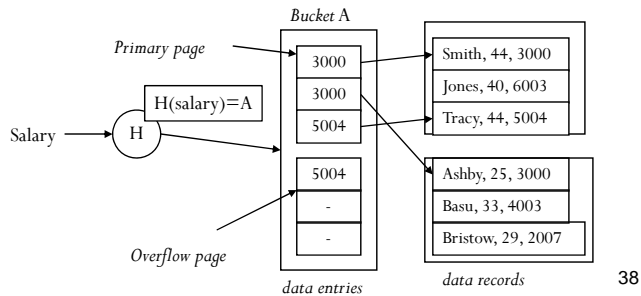 Bucket A
Primary page
3000
3000
5004
Smith, 44, 3000
Jones, 40, 6003
Tracy, 44, 5004
H(salary)=A
Salary
H
5004
-
-
Ashby, 25, 3000
Basu, 33, 4003
Bristow, 29, 2007
Overflow page
data entries
data records
38